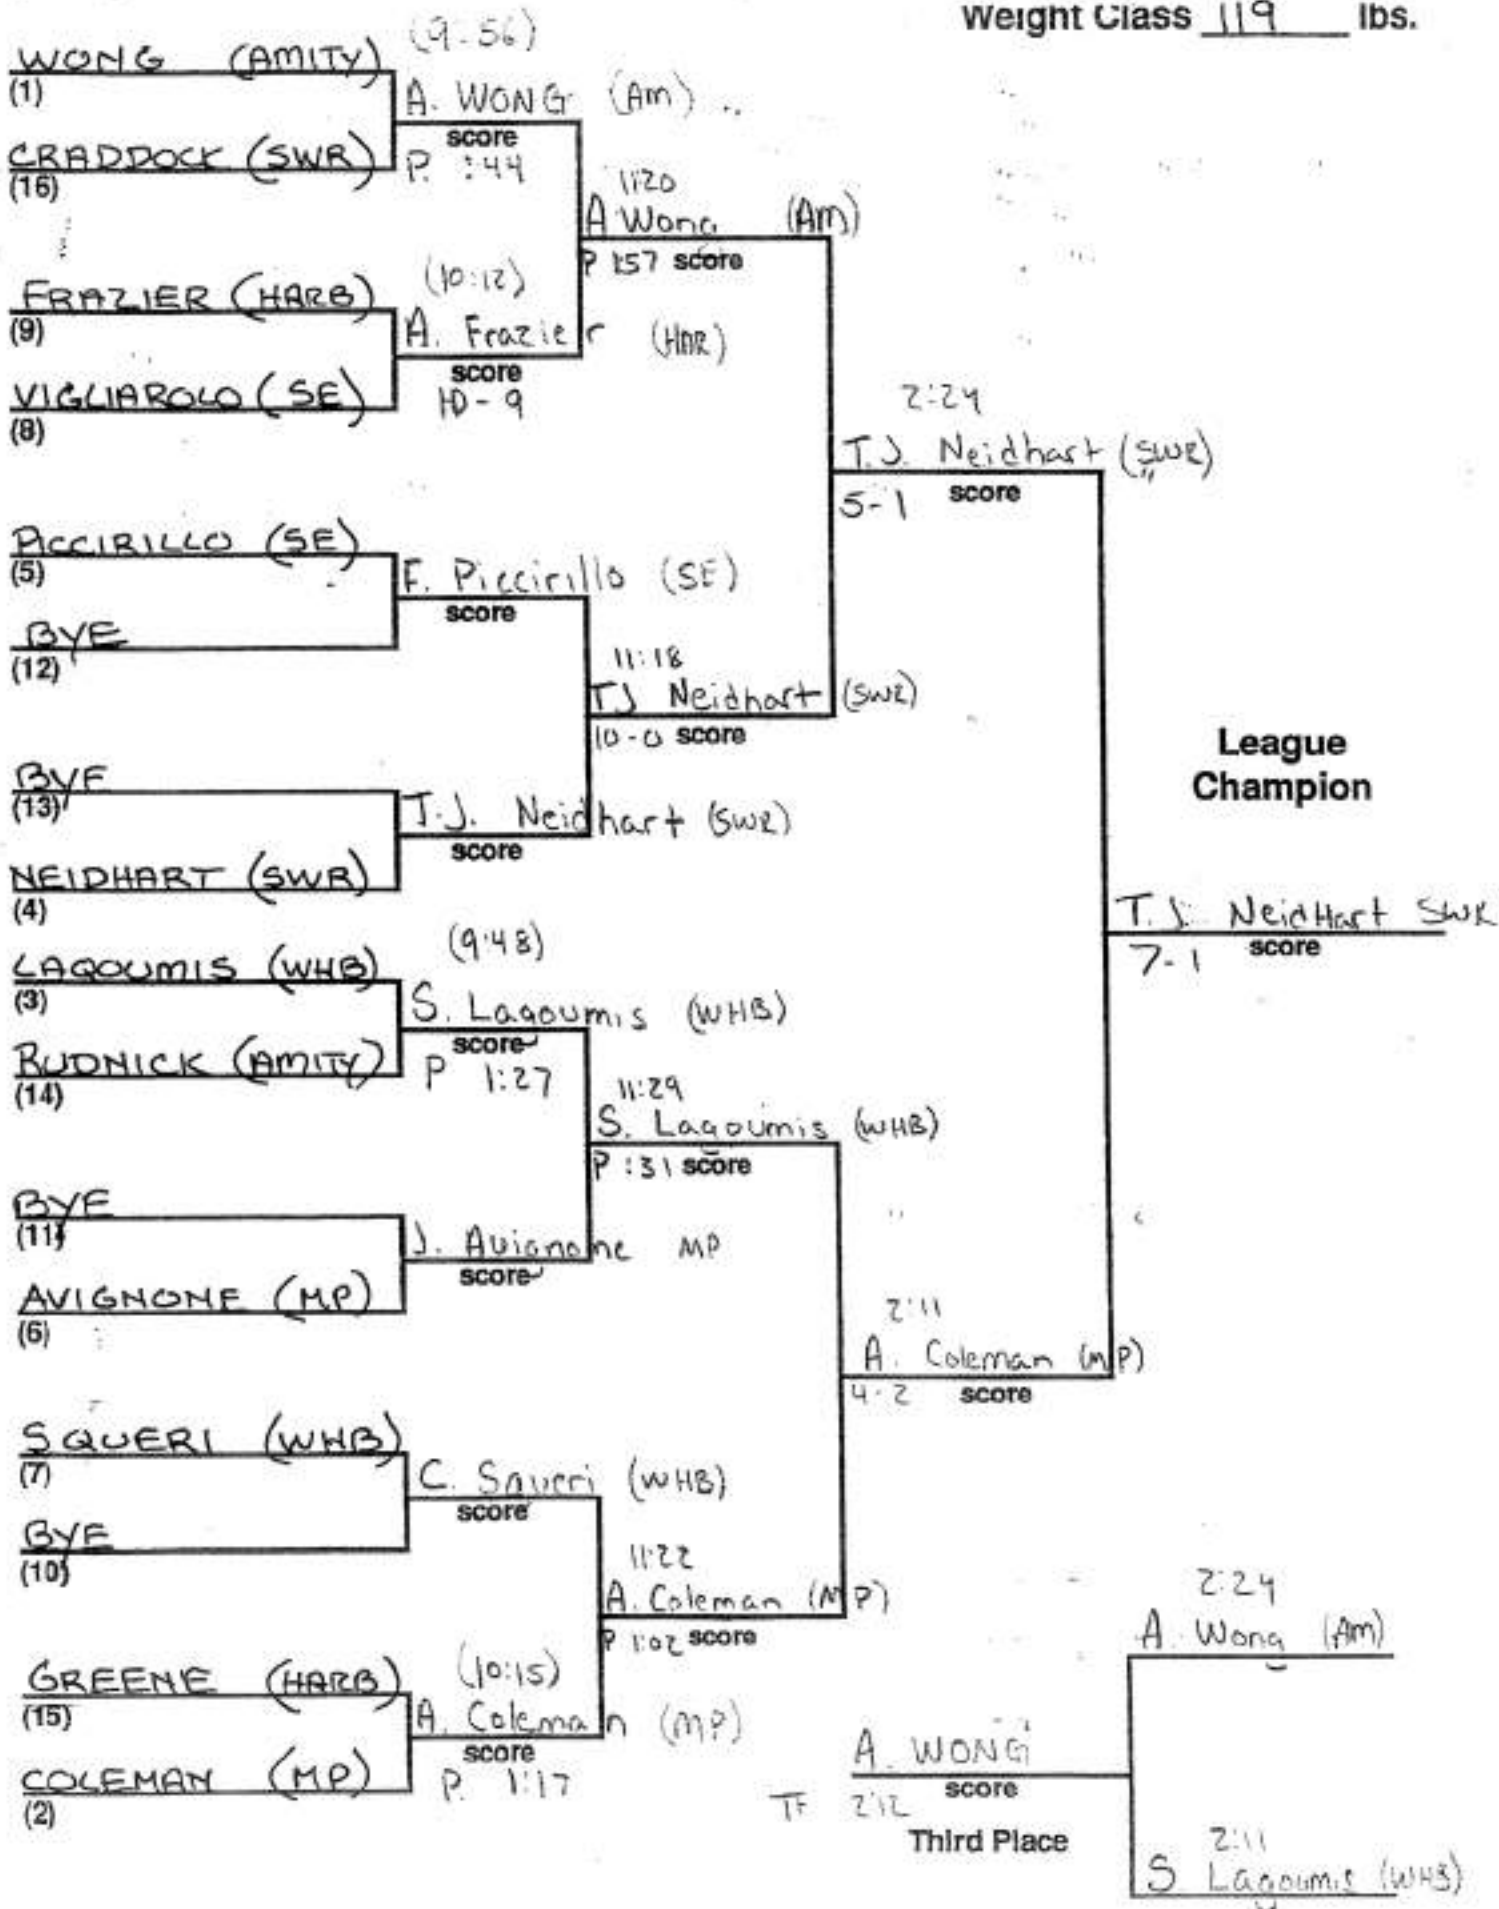 Weight Class 119 lbs.
(9:56)
WONG (AMITY)
(1)
A. WONG (Am)
score
CRADDOCK (SWR)
P. :44
(16)
11:20
A Wong (Am)
P 1:57 score
(10:12)
FRAZIER (HARB)
(9)
A. Frazier (HAR)
score
VIGLIAROLO (SE)
10-9
(8)
2:24
T.J. Neidhart (SWR)
5-1 score
PICCIRILLO (SE)
(5)
F. Piccirillo (SE)
score
BYE
(12)
11:18
TJ Neidhart (SWR)
10-0 score
League
Champion
BYE
(13)
T.J. Neidhart (SWR)
score
NEIDHART (SWR)
(4)
T.J. NeidHart SWR
7-1 score
(9:48)
LAGOUMIS (WHB)
(3)
S. Lagoumis (WHB)
score
RUDNICK (AMITY)
P 1:27
(14)
11:29
S. Lagoumis (WHB)
P :31 score
BYE
(11)
J. Avignone MP
score
AVIGNONE (MP)
(6)
2:11
A. Coleman (MP)
4-2 score
SQUERI (WHB)
(7)
C. Squeri (WHB)
score
BYE
(10)
11:22
A. Coleman (MP)
P 1:02 score
2:24
A. Wong (Am)
(10:15)
GREENE (HARB)
(15)
A. Coleman (MP)
score
COLEMAN (MP)
P. 1:17
(2)
A. WONG
score
TF 2:12
Third Place
2:11
S Lagoumis (WHB)